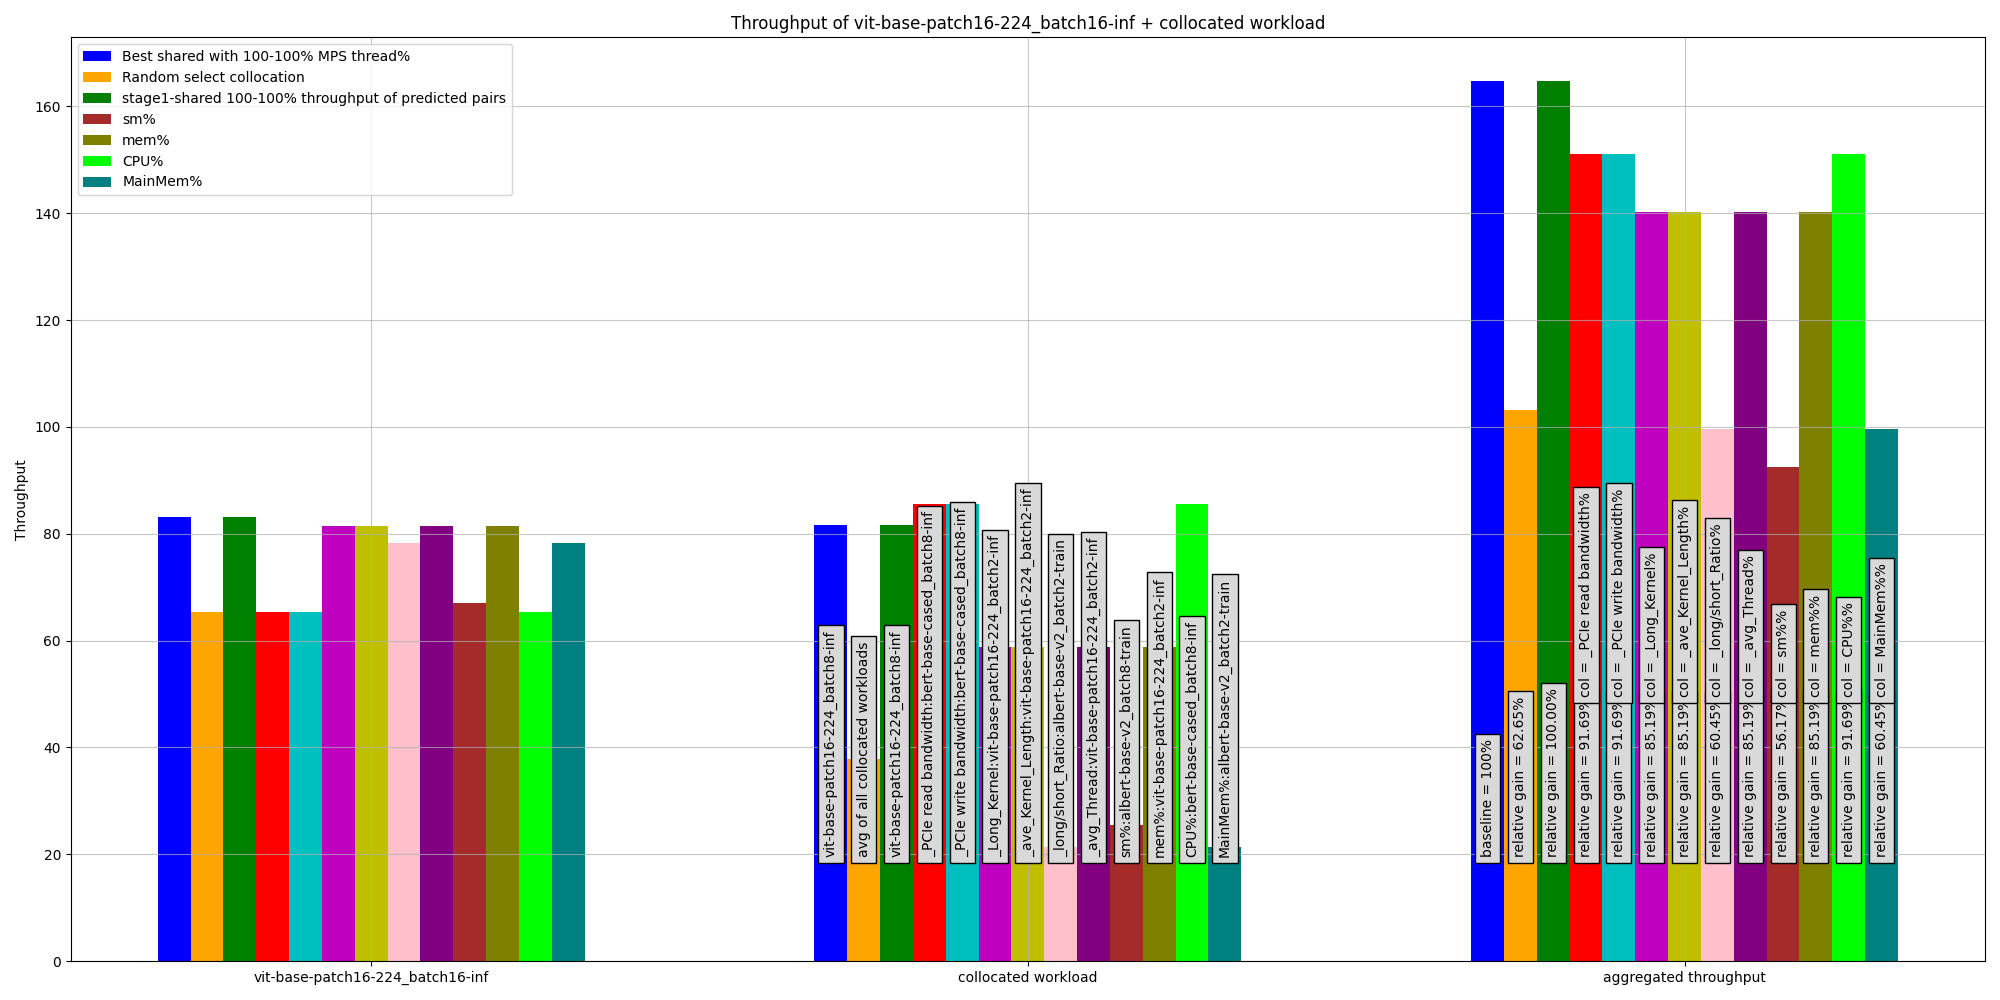 Throughput of vit-base-patch16-224_batch16-inf + collocated workload
Best shared with 100-100% MPS thread%
Random select collocation
stage1-shared 100-100% throughput of predicted pairs
sm%
mem%
CPU%
MainMem%
Throughput
160
140
120
100
80
60
40
20
0
vit-base-patch16-224_batch8-inf
avg of all collocated workloads
vit-base-patch16-224_batch8-inf
_PCIe read bandwidth:bert-base-cased_batch8-inf
_PCIe write bandwidth:bert-base-cased_batch8-inf
_Long_Kernel:vit-base-patch16-224_batch2-inf
_ave_Kernel_Length:vit-base-patch16-224_batch2-inf
_long/short_Ratio:albert-base-v2_batch2-train
_avg_Thread:vit-base-patch16-224_batch2-inf
sm%:albert-base-v2_batch8-train
mem%:vit-base-patch16-224_batch2-inf
CPU%:bert-base-cased_batch8-inf
MainMem%:albert-base-v2_batch2-train
baseline = 100%
relative gain = 62.65%
relative gain = 100.00%
relative gain = 91.69%
col = _PCIe read bandwidth%
relative gain = 91.69%
col = _PCIe write bandwidth%
relative gain = 85.19%
col = _Long_Kernel%
relative gain = 85.19%
col = _ave_Kernel_Length%
relative gain = 60.45%
col = _long/short_Ratio%
relative gain = 85.19%
col = _avg_Thread%
relative gain = 56.17%
col = sm%%
relative gain = 85.19%
col = mem%%
relative gain = 91.69%
col = CPU%%
relative gain = 60.45%
col = MainMem%%
vit-base-patch16-224_batch16-inf
collocated workload
aggregated throughput